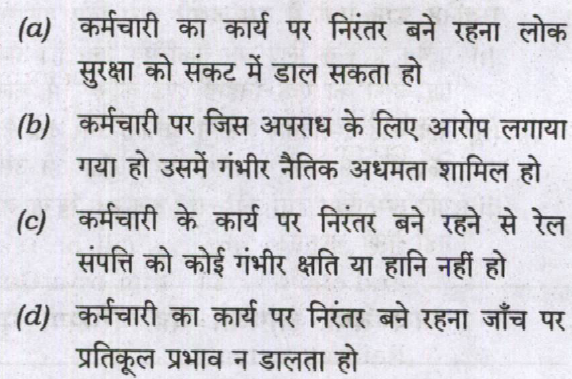 (a) कर्मचारी का कार्य पर निरंतर बने रहना लोक
सुरक्षा को संकट में डाल सकता हो
(b) कर्मचारी पर जिस अपराध के लिए आरोप लगाया
गया हो उसमें गंभीर नैतिक अधमता शामिल हो
(c) कर्मचारी के कार्य पर निरंतर बने रहने से रेल
संपत्ति को कोई गंभीर क्षति या हानि नहीं हो
(d) कर्मचारी का कार्य पर निरंतर बने रहना जाँच पर
प्रतिकूल प्रभाव न डालता हो